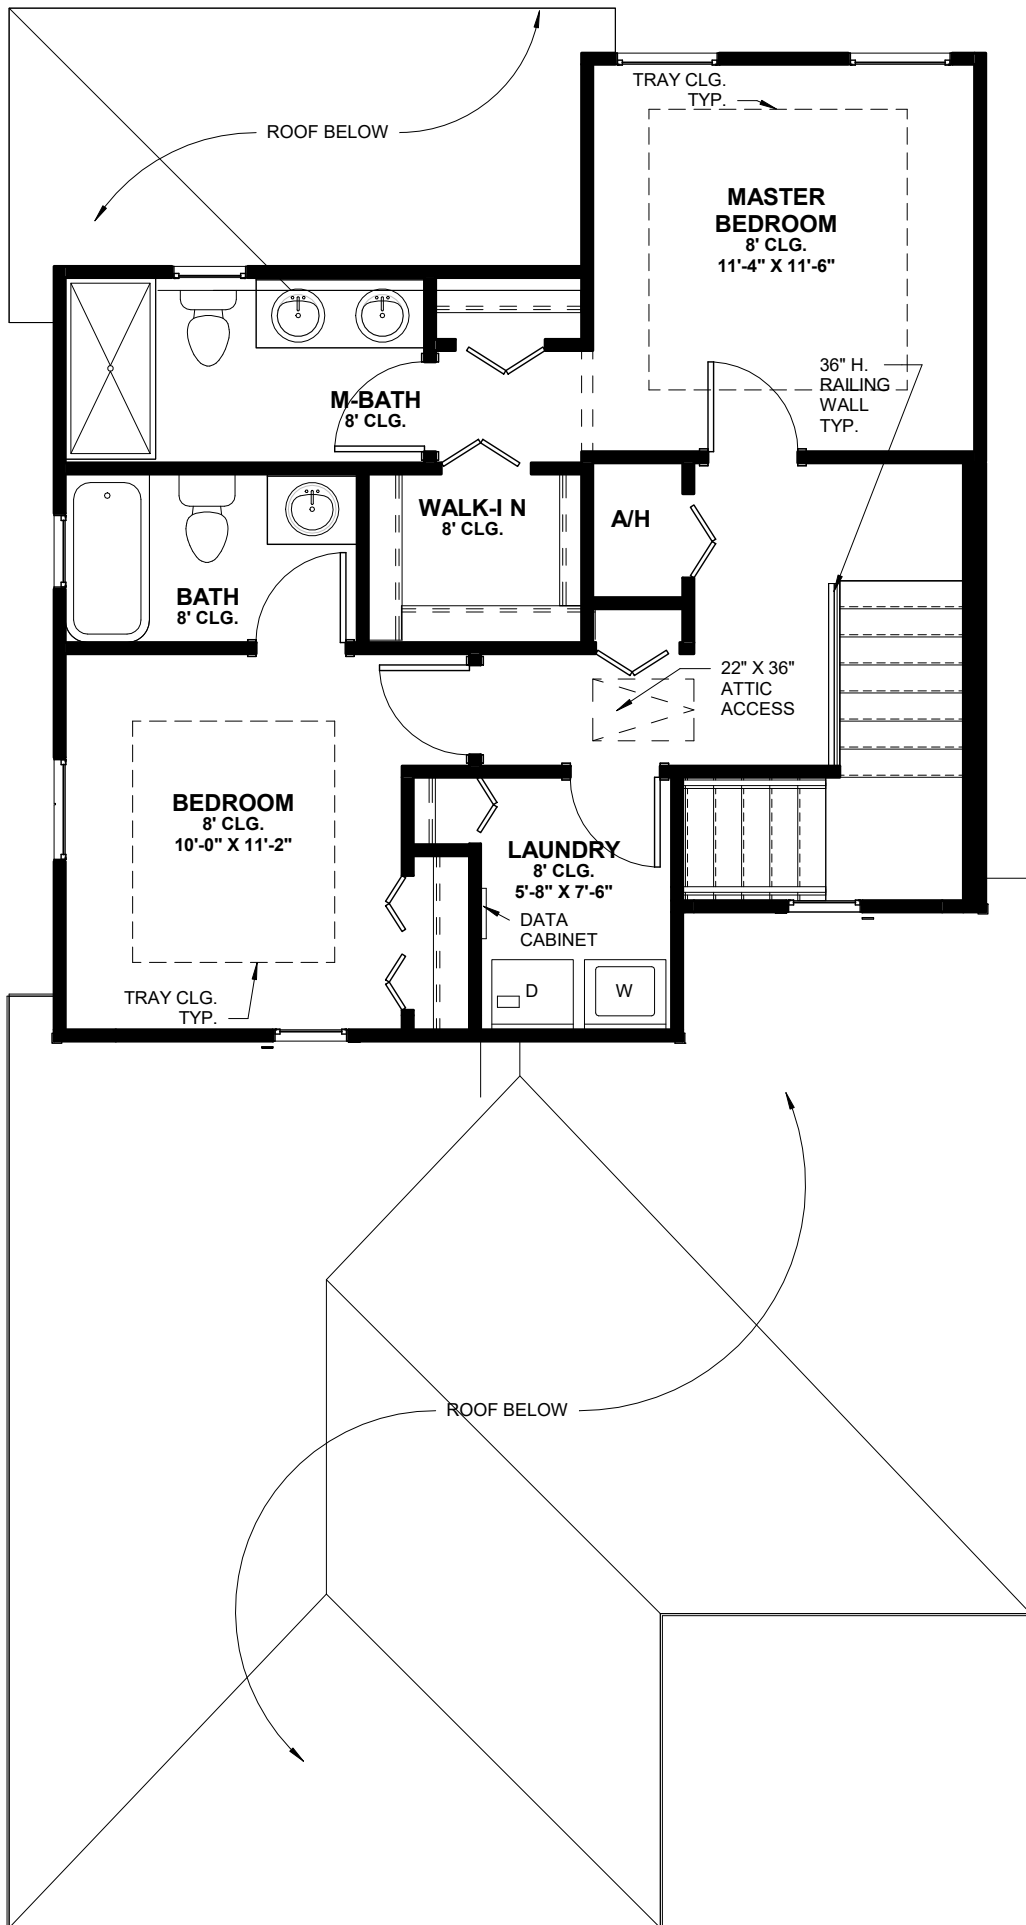 TRAY CLG.
TYP.
ROOF BELOW
MASTER
BEDROOM
8' CLG.
11'-4" X 11'-6"
36" H.
RAILING
WALL
TYP.
M-BATH
8' CLG.
WALK-I N
8' CLG.
A/H
BATH
8' CLG.
22" X 36"
ATTIC
ACCESS
BEDROOM
8' CLG.
10'-0" X 11'-2"
LAUNDRY
8' CLG.
5'-8" X 7'-6"
DATA
CABINET
D
W
TRAY CLG.
TYP.
ROOF BELOW